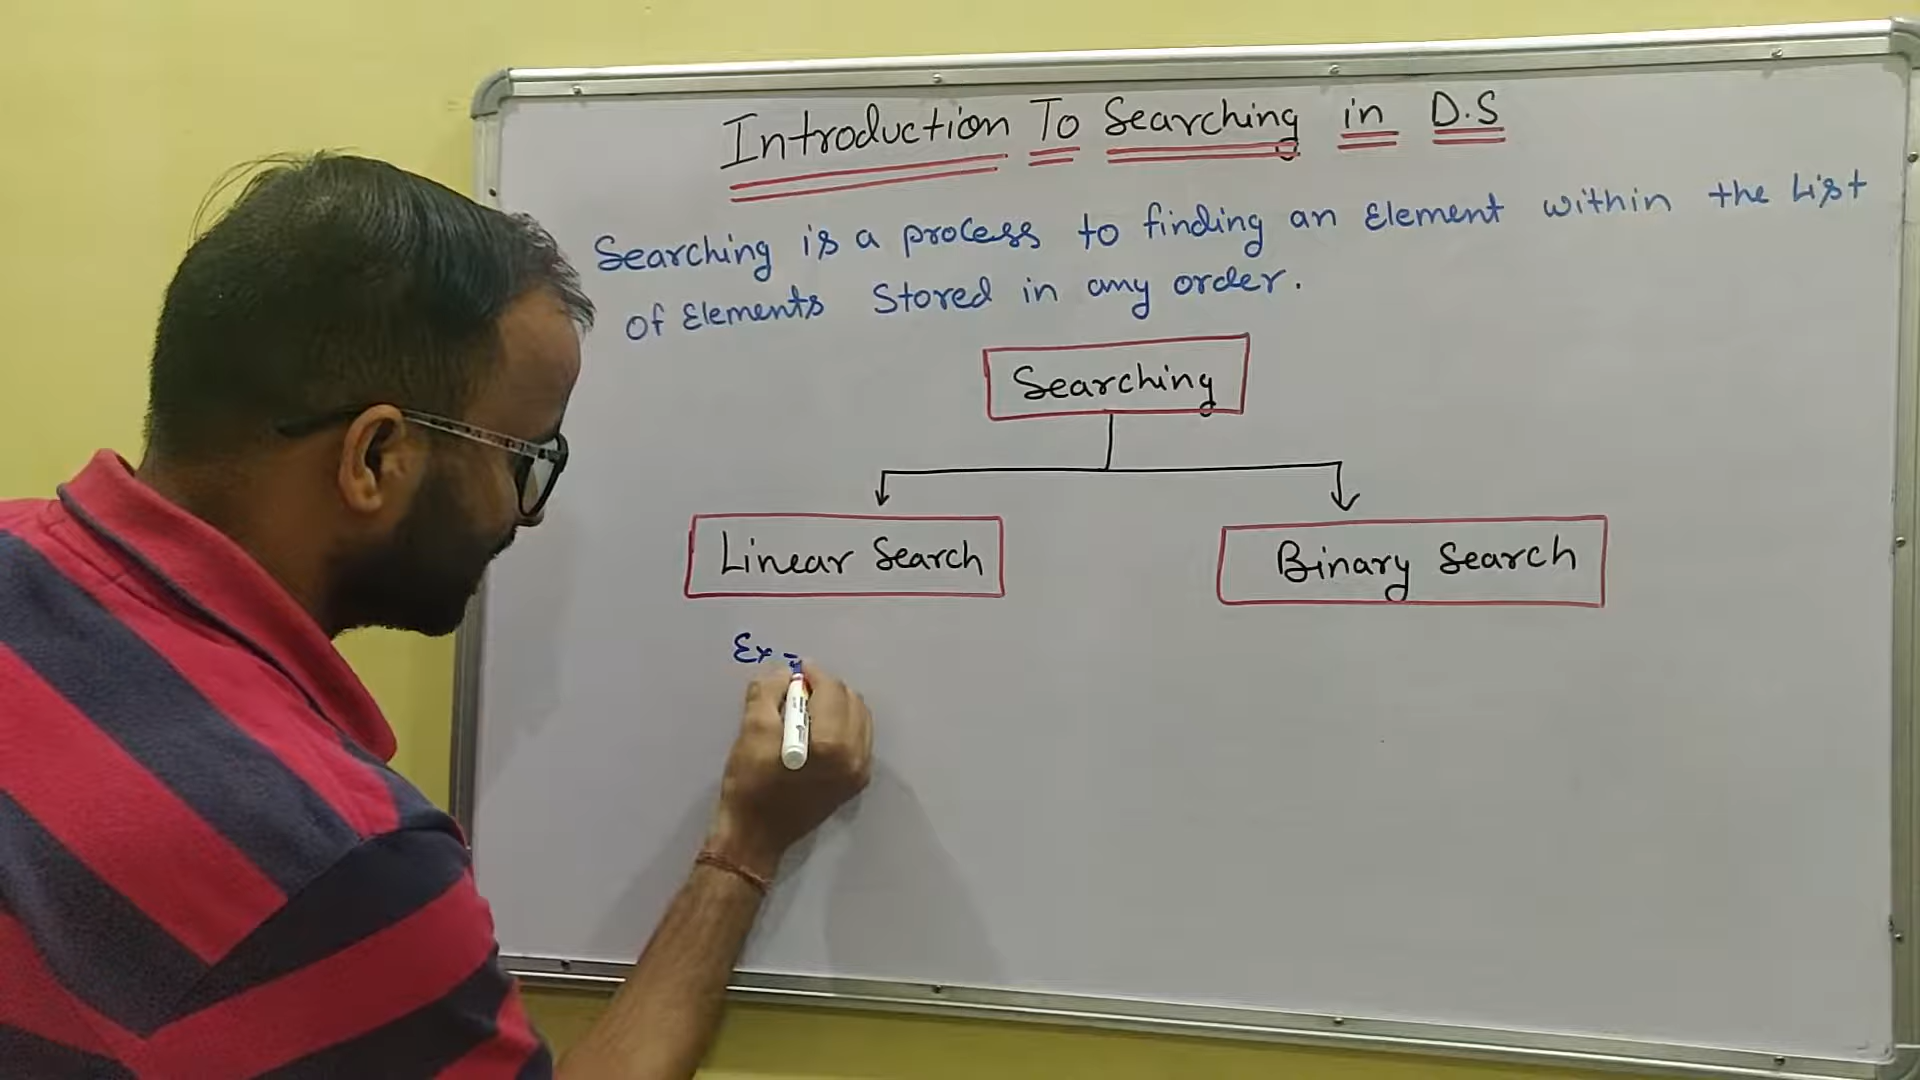 Introduction To Searching in D.S
Searching is a process to finding an Element within the List
of Elements Stored in any order.
Searching
Linear Search
Binary Search
Ex -